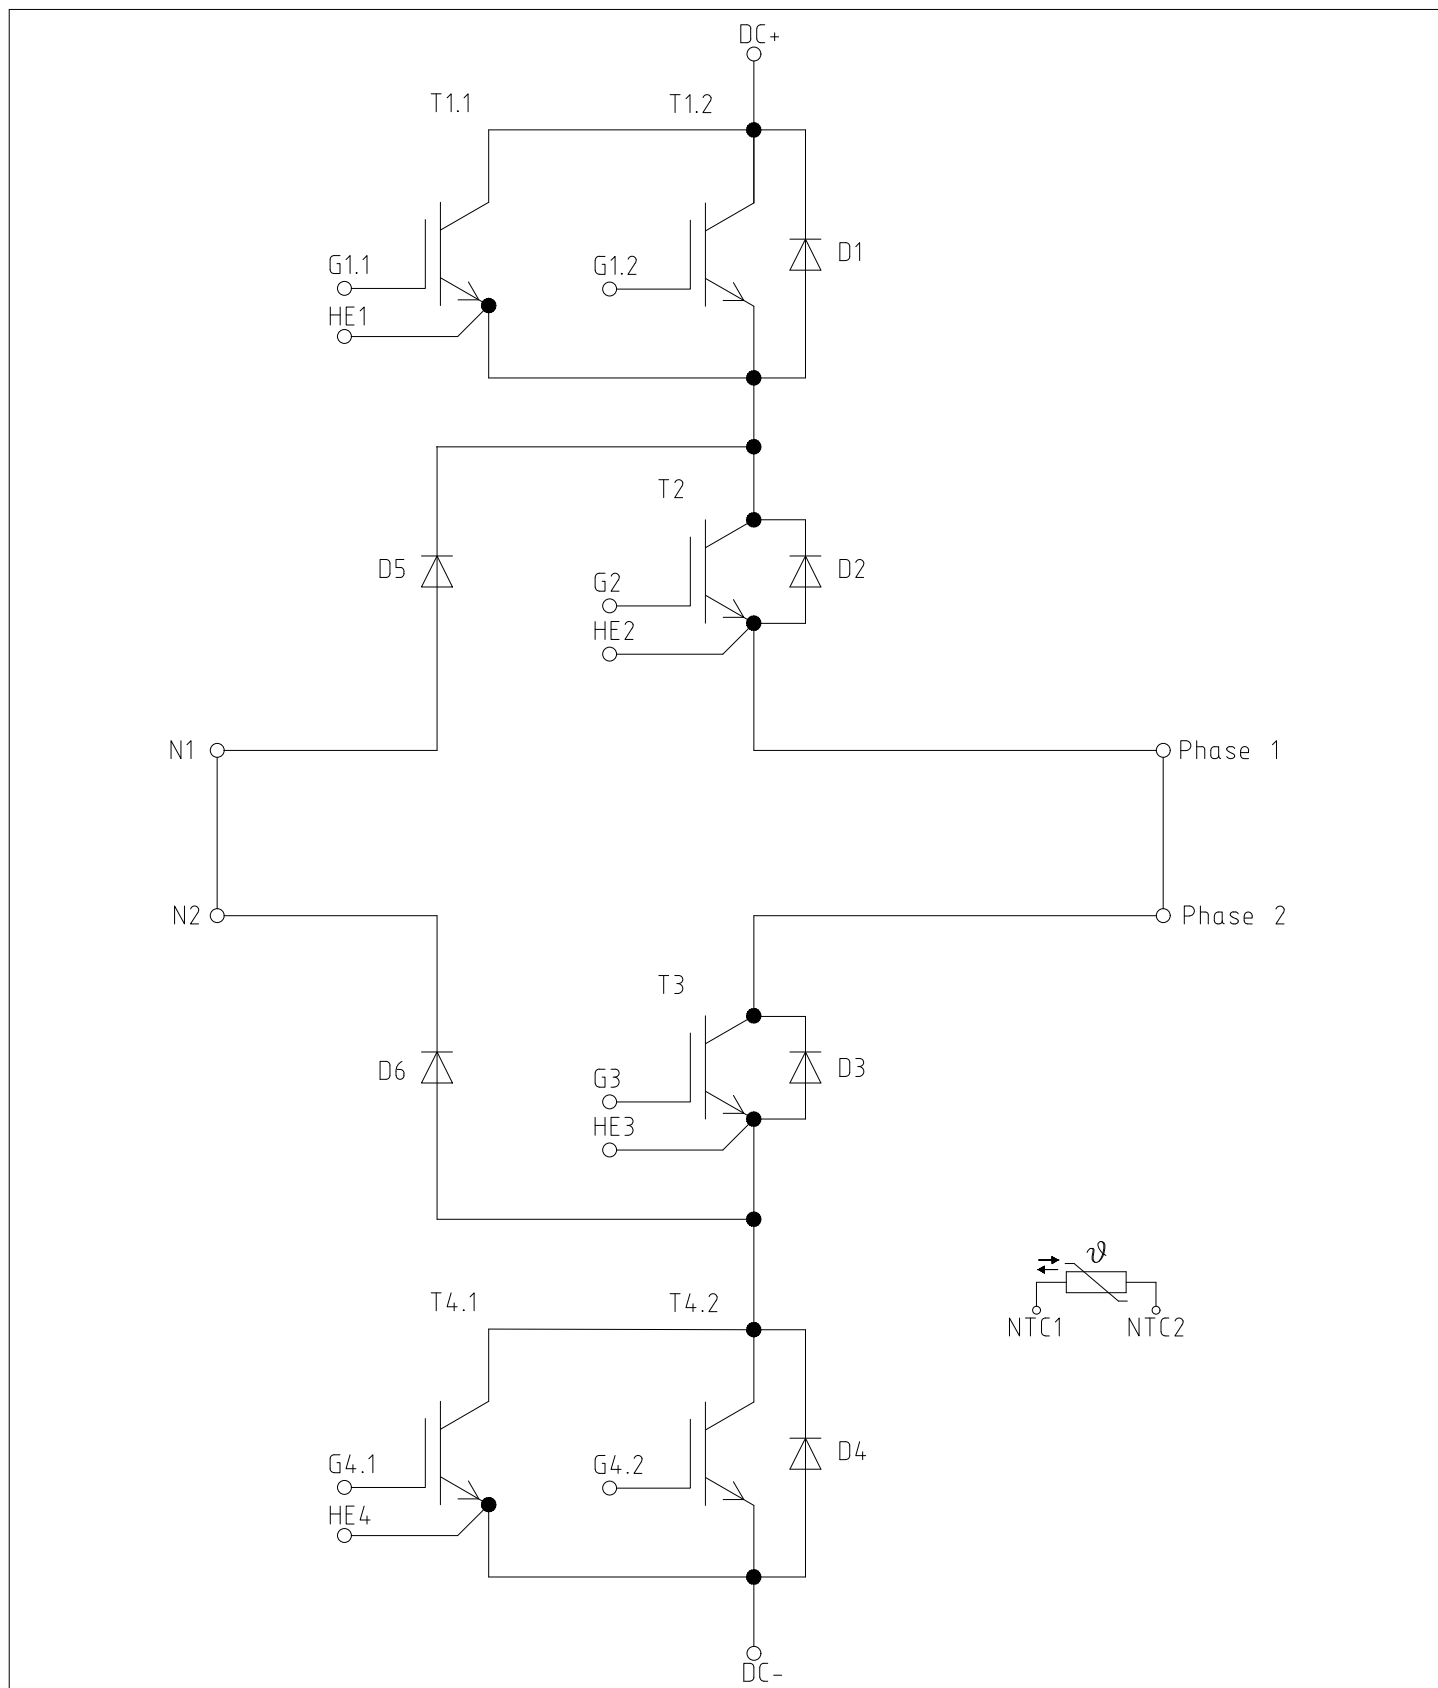 DC+
T1.1
T1.2
G1.1
HE1
G1.2
D1
T2
D5
G2
HE2
D2
N1
Phase 1
N2
Phase 2
T3
D6
G3
HE3
D3
ϑ
NTC1
NTC2
T4.1
T4.2
G4.1
HE4
G4.2
D4
DC-